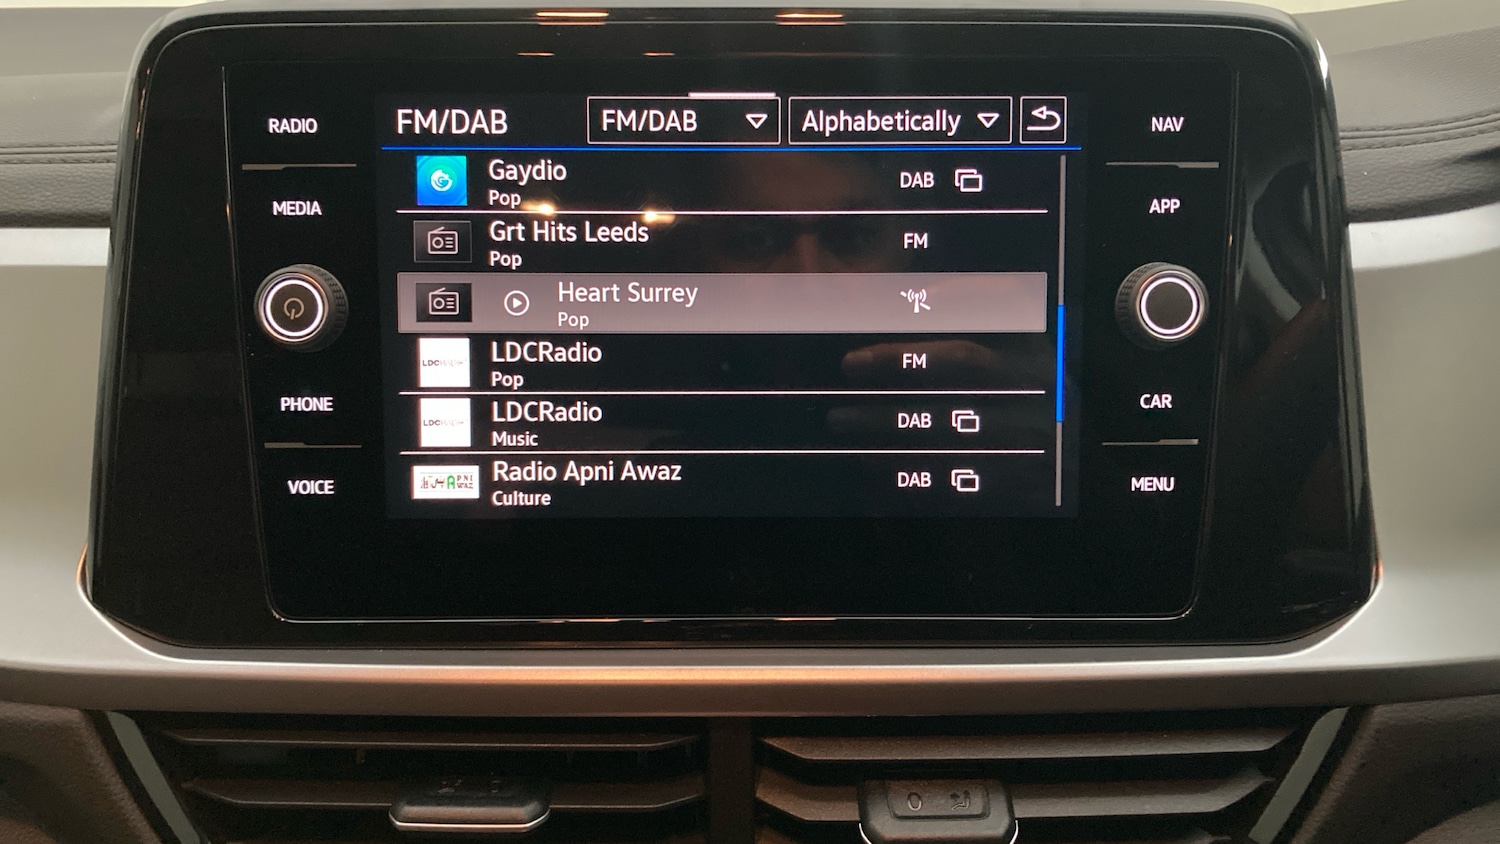 RADIO
MEDIA
PHONE
VOICE
FM/DAB
FM/DAB
Alphabetically
Gaydio
Pop
DAB
Grt Hits Leeds
Pop
FM
Heart Surrey
Pop
LDCRadio
Pop
FM
LDCRadio
Music
DAB
Radio Apni Awaz
Culture
DAB
NAV
APP
CAR
MENU
0